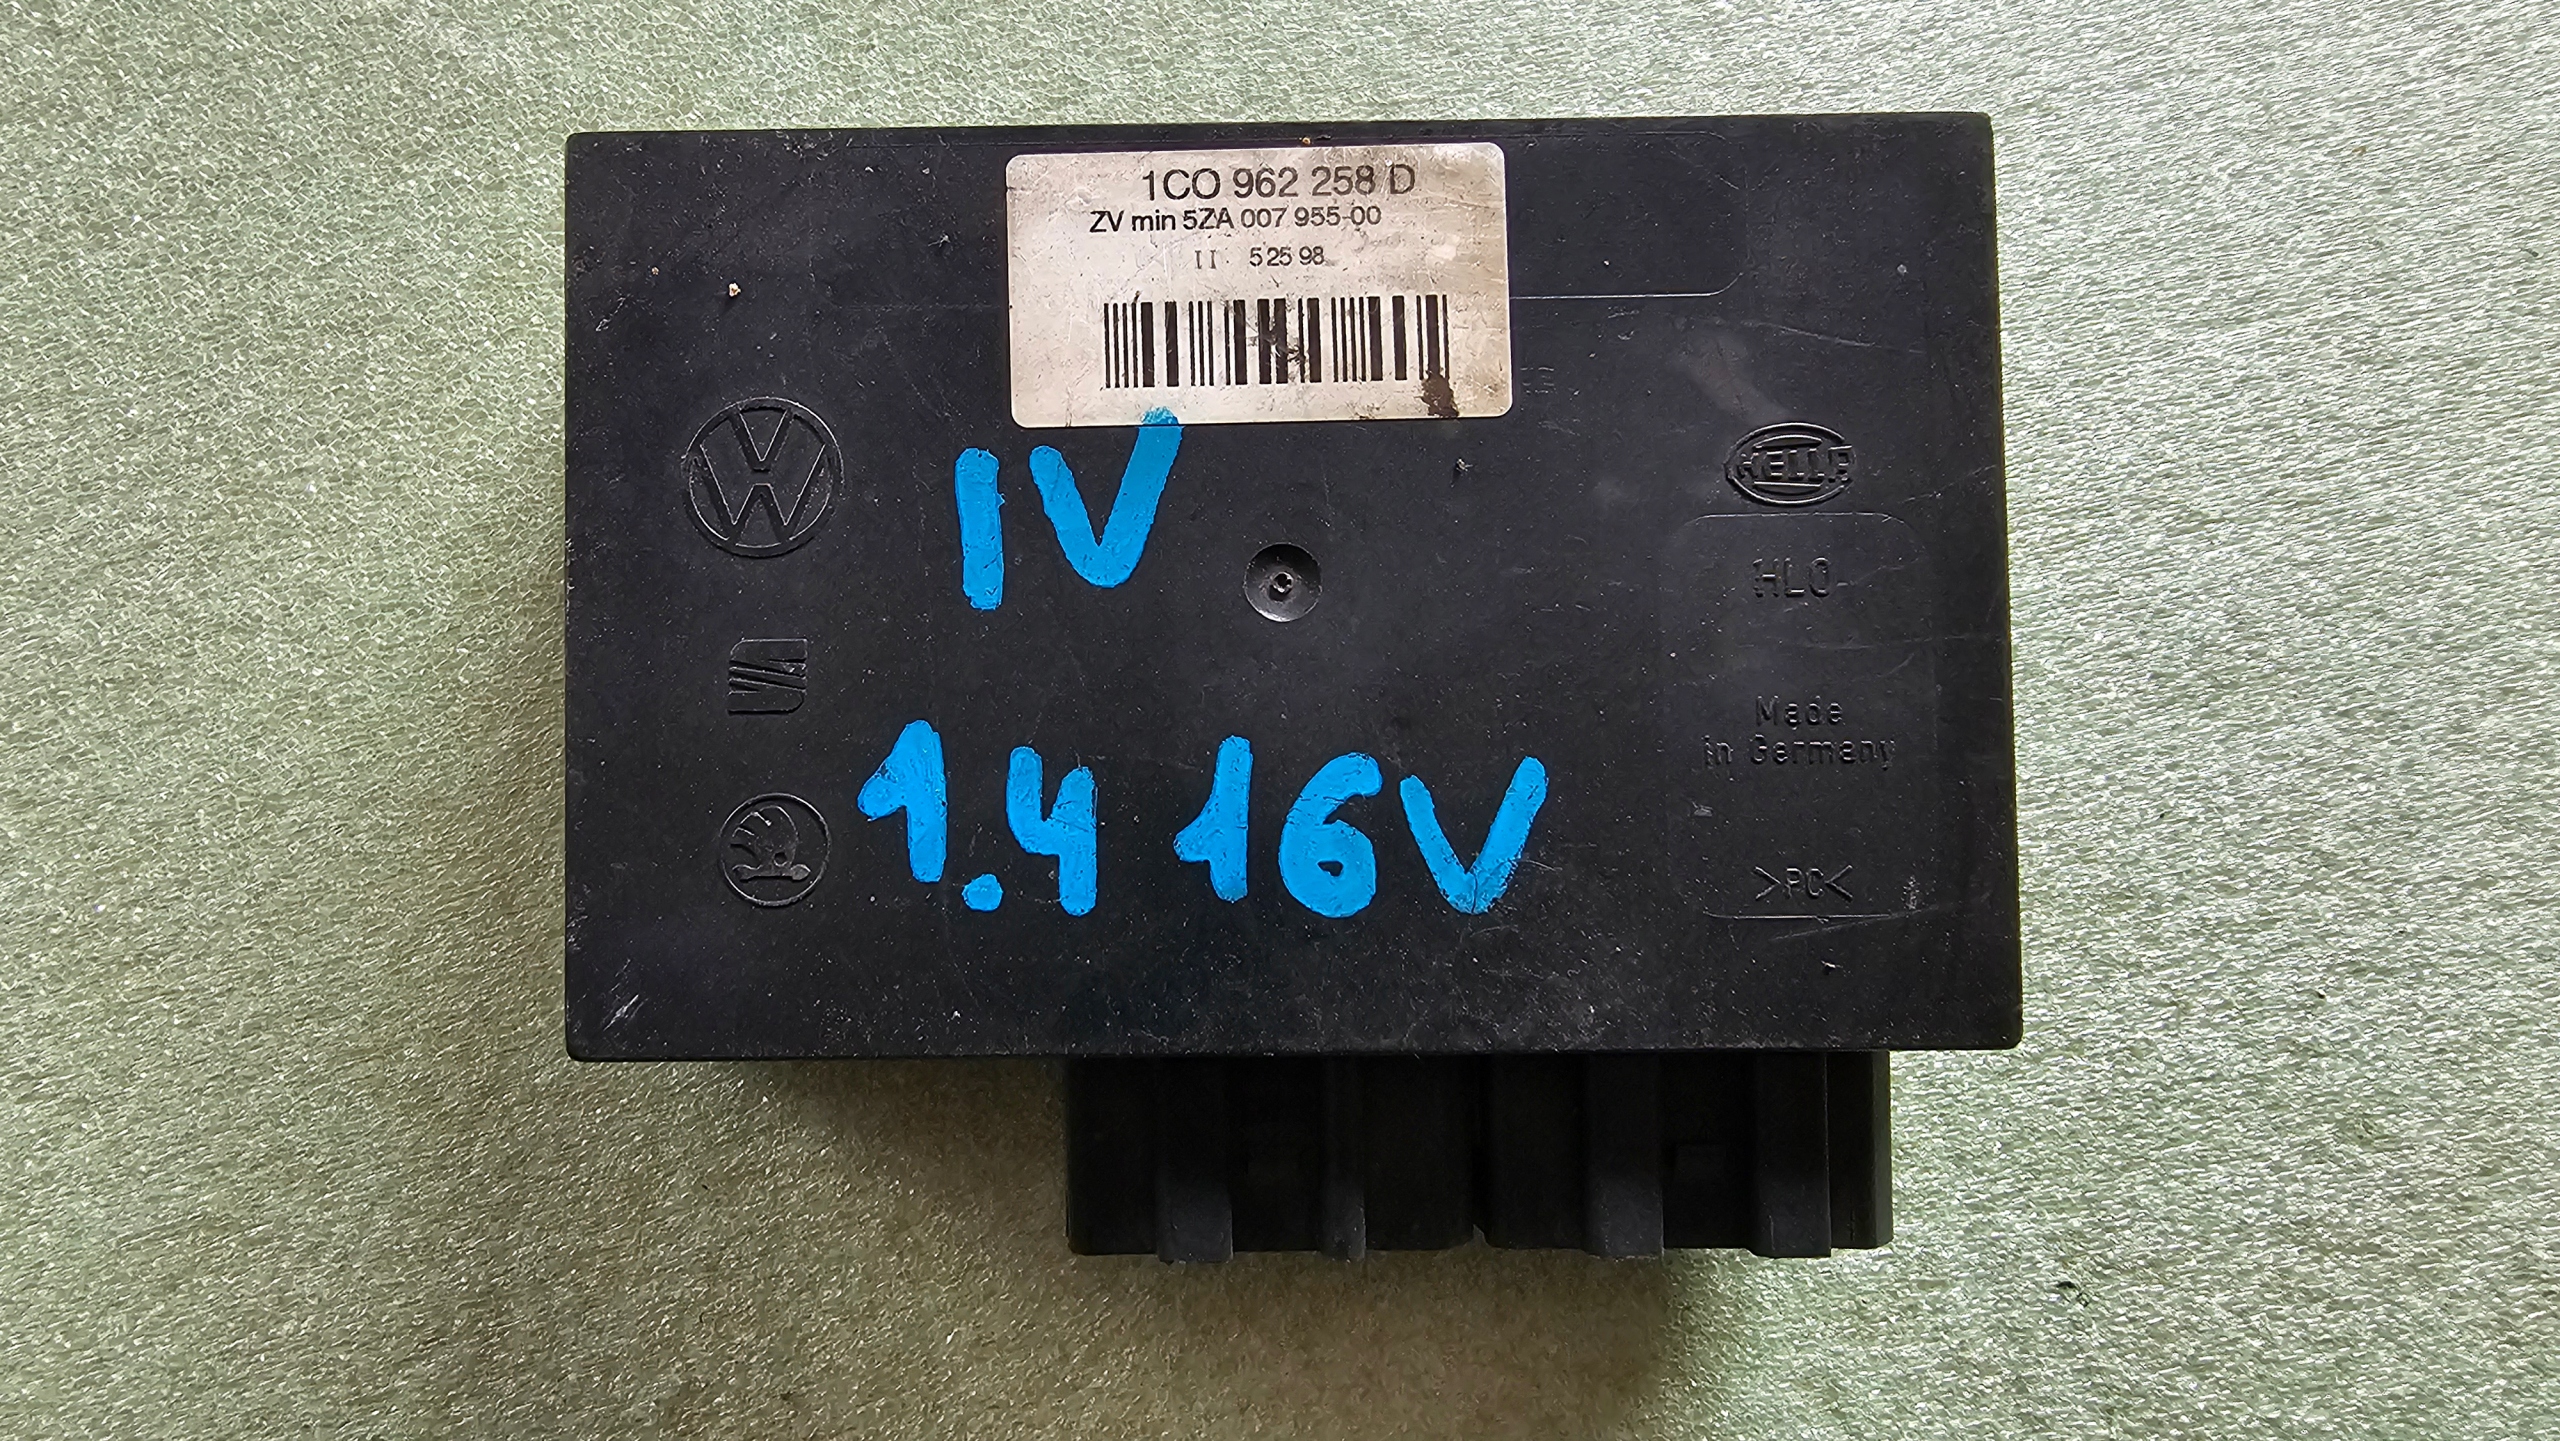 1C0 962 258 D
ZV min 5ZA 007 955-00
II 52598
IV
HELLA
HLO
1.4 16V
Made
in Germany
>PC<